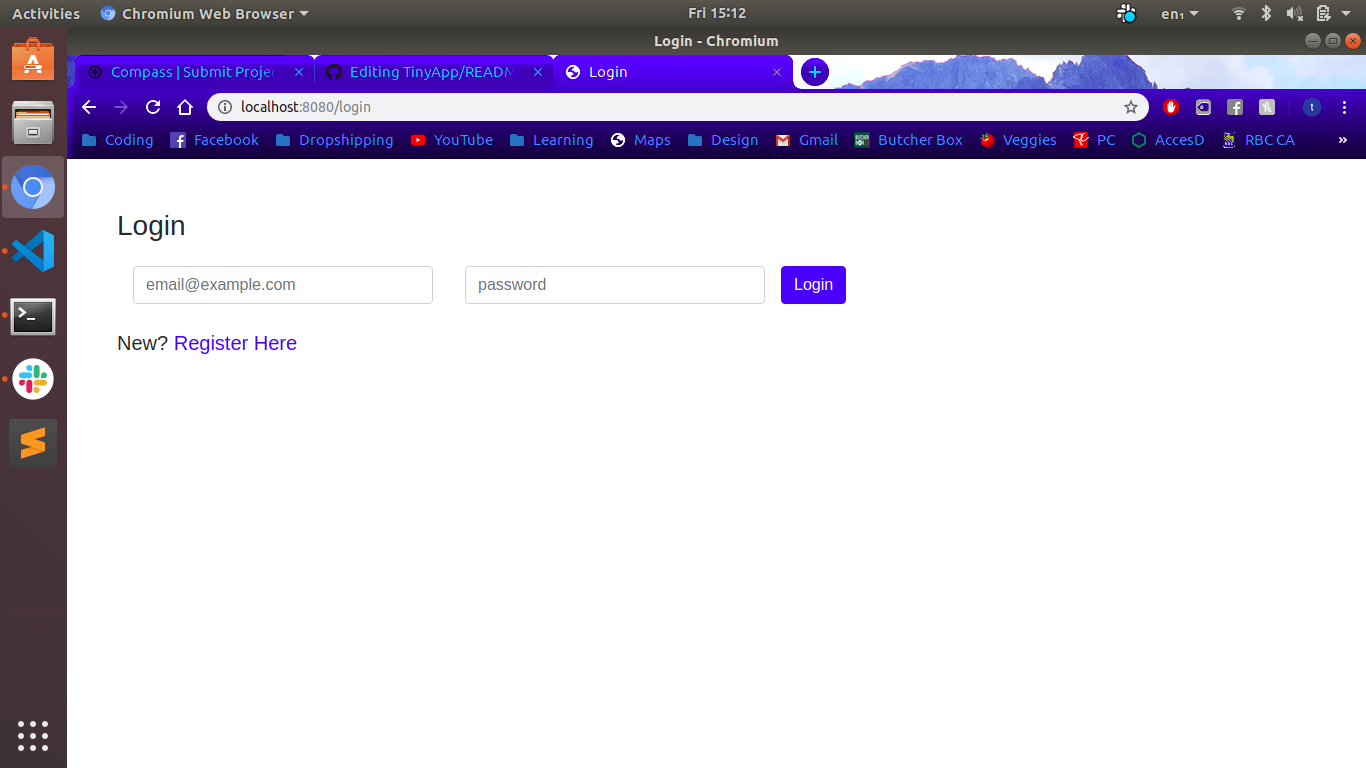 Activities Chromium Web Browser Fri 15:12 en₁
Login - Chromium
Compass | Submit Proje Editing TinyApp/READM Login
localhost:8080/login t
Coding Facebook Dropshipping YouTube Learning Maps Design Gmail Butcher Box Veggies PC AccesD RBC CA »
Login
email@example.com password Login
New? Register Here